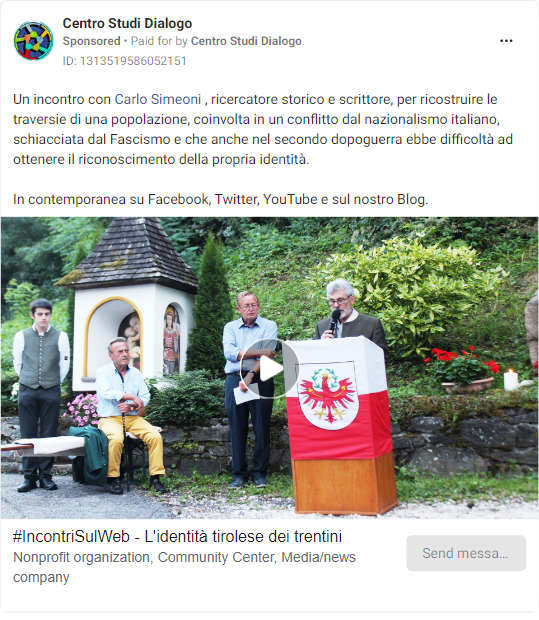 Centro Studi Dialogo
Sponsored • Paid for by Centro Studi Dialogo
ID: 1313519586052151
Un incontro con Carlo Simeoni , ricercatore storico e scrittore, per ricostruire le
traversie di una popolazione, coinvolta in un conflitto dal nazionalismo italiano,
schiacciata dal Fascismo e che anche nel secondo dopoguerra ebbe difficoltà ad
ottenere il riconoscimento della propria identità.
In contemporanea su Facebook, Twitter, YouTube e sul nostro Blog.
#IncontriSulWeb - L'identità tirolese dei trentini
Nonprofit organization, Community Center, Media/news
company
Send messa...